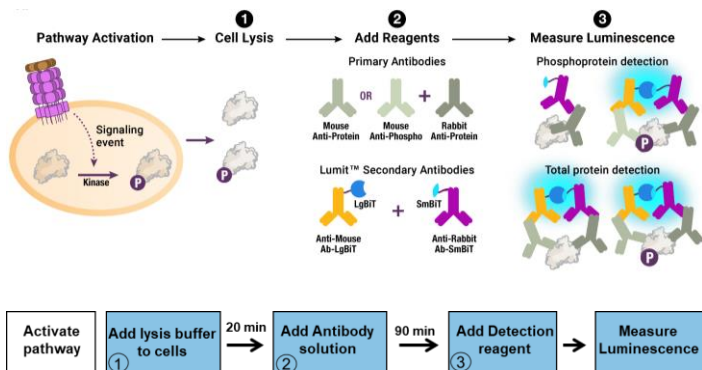 1
2
3
Pathway Activation
Cell Lysis
Add Reagents
Measure Luminescence
Signaling
event
Kinase
P
P
Primary Antibodies
OR
+
Mouse
Anti-Protein
Mouse
Anti-Phospho
Rabbit
Anti-Protein
Lumit™ Secondary Antibodies
LgBiT
+
SmBiT
Anti-Mouse
Ab-LgBiT
Anti-Rabbit
Ab-SmBiT
Phosphoprotein detection
P
Total protein detection
P
Activate
pathway
Add lysis buffer
to cells
1
20 min
Add Antibody
solution
2
90 min
Add Detection
reagent
3
Measure
Luminescence